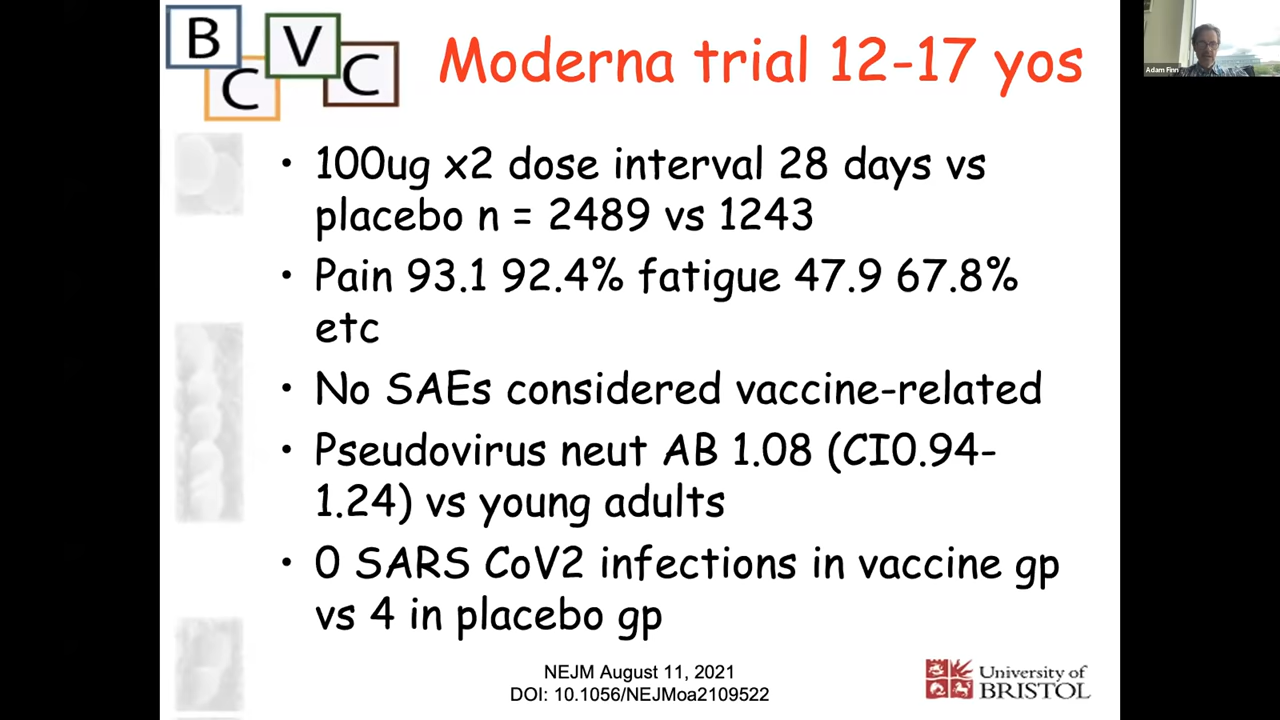 B
V
C
C
Moderna trial 12-17 yos
Adam Finn
• 100ug x2 dose interval 28 days vs
placebo n = 2489 vs 1243
• Pain 93.1 92.4% fatigue 47.9 67.8%
etc
• No SAEs considered vaccine-related
• Pseudovirus neut AB 1.08 (CI0.94-
1.24) vs young adults
• 0 SARS CoV2 infections in vaccine gp
vs 4 in placebo gp
NEJM August 11, 2021
DOI: 10.1056/NEJMoa2109522
University of
BRISTOL